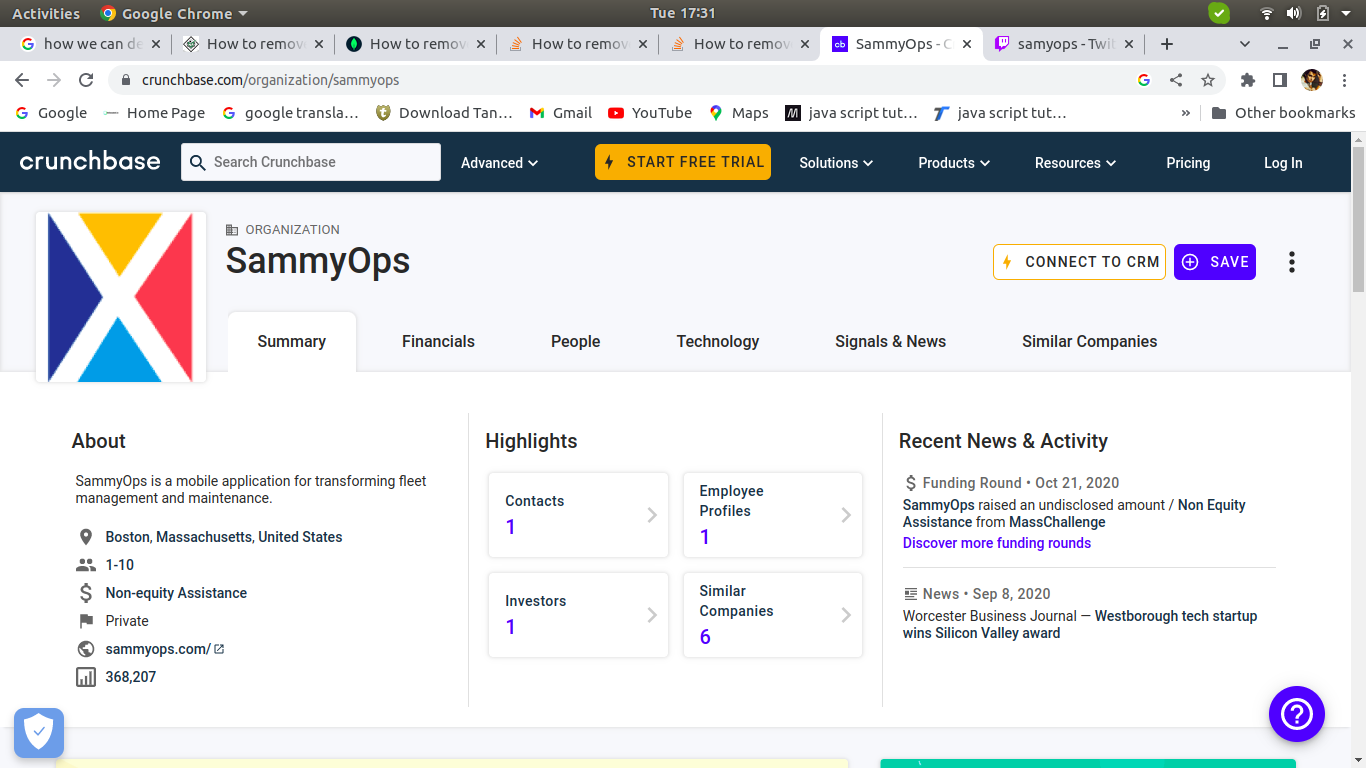 Activities
Google Chrome
Tue 17:31
how we can de
How to remov
How to remov
How to remov
How to remov
SammyOps - C
samyops - Twit
crunchbase.com/organization/sammyops
Google
Home Page
google transla…
Download Tan…
Gmail
YouTube
Maps
java script tut…
java script tut…
»
Other bookmarks
crunchbase
Search Crunchbase
Advanced
START FREE TRIAL
Solutions
Products
Resources
Pricing
Log In
ORGANIZATION
SammyOps
CONNECT TO CRM
SAVE
Summary
Financials
People
Technology
Signals & News
Similar Companies
About
SammyOps is a mobile application for transforming fleet
management and maintenance.
Boston, Massachusetts, United States
1-10
Non-equity Assistance
Private
sammyops.com/
368,207
Highlights
Contacts
1
Employee
Profiles
1
Investors
1
Similar
Companies
6
Recent News & Activity
Funding Round • Oct 21, 2020
SammyOps raised an undisclosed amount / Non Equity
Assistance from MassChallenge
Discover more funding rounds
News • Sep 8, 2020
Worcester Business Journal — Westborough tech startup
wins Silicon Valley award